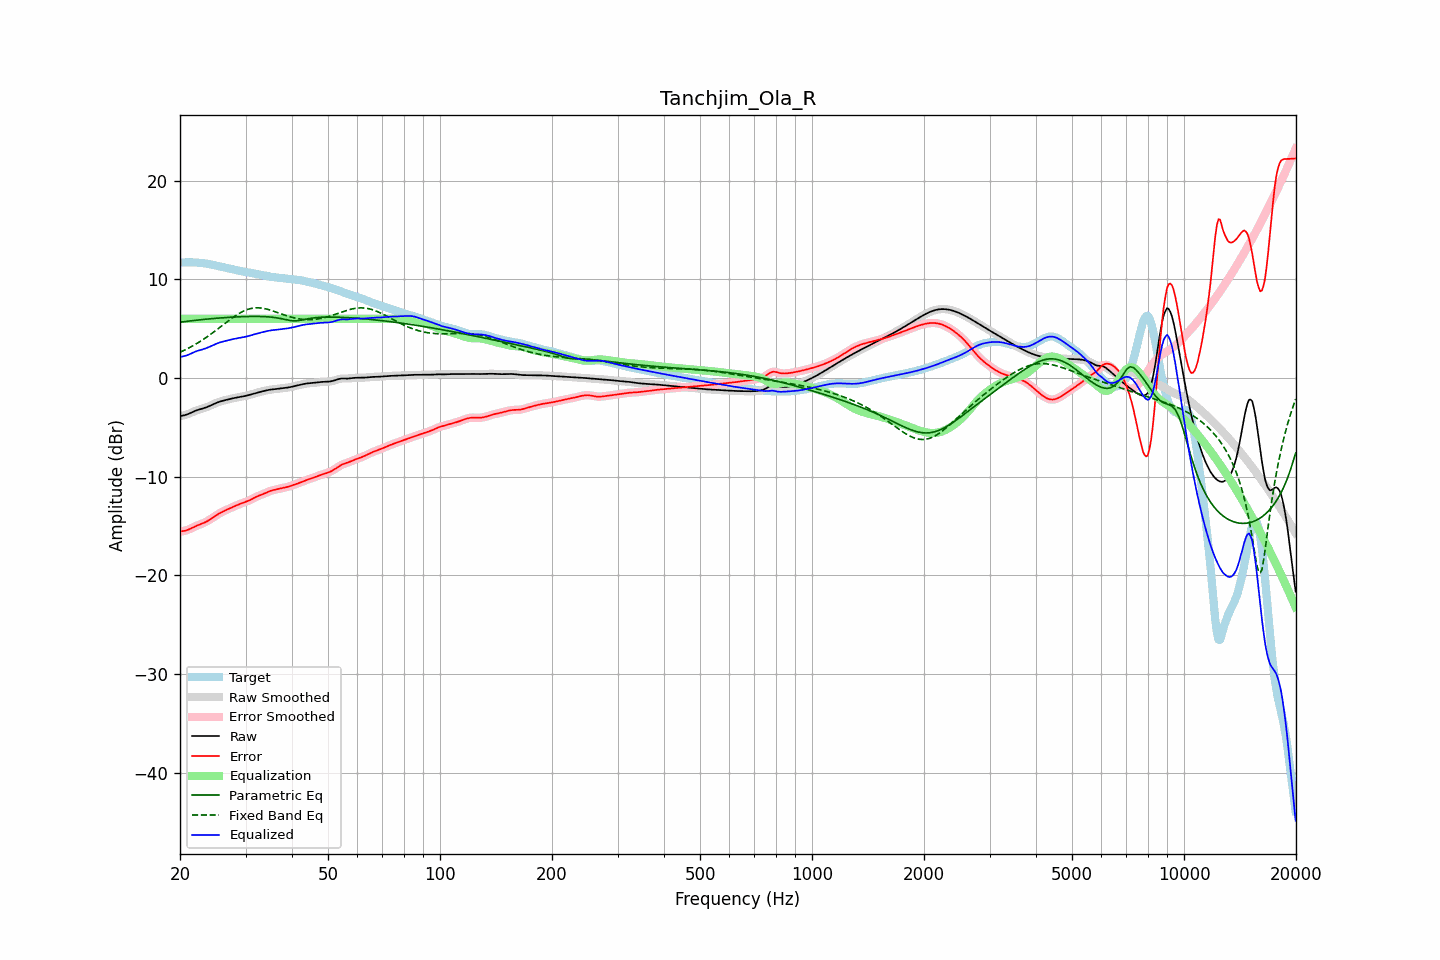 Tanchjim_Ola_R
Amplitude (dBr)
20
10
0
−10
−20
−30
−40
Target
Raw Smoothed
Error Smoothed
Raw
Error
Equalization
Parametric Eq
Fixed Band Eq
Equalized
20 50 100 200 500 1000 2000 5000 10000 20000
Frequency (Hz)